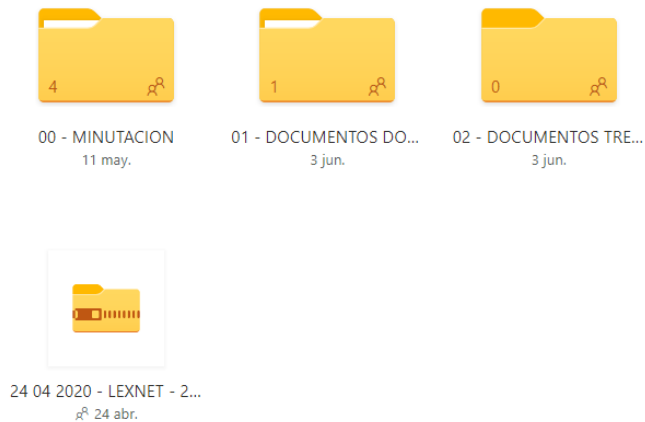 4
1
0
00 - MINUTACION
01 - DOCUMENTOS DO...
02 - DOCUMENTOS TRE...
11 may.
3 jun.
3 jun.
24 04 2020 - LEXNET - 2...
24 abr.